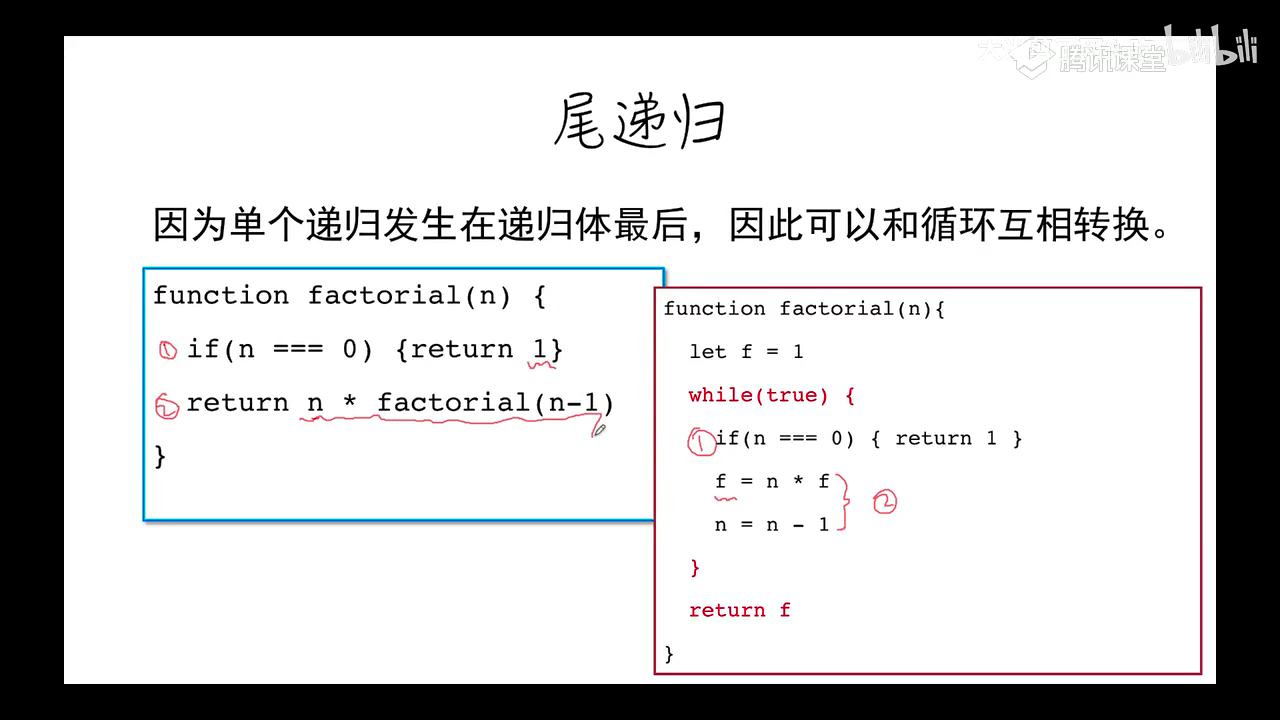 腾讯课堂
bilibili
尾递归
因为单个递归发生在递归体最后，因此可以和循环互相转换。
function factorial(n) {
① if(n === 0) {return 1}
② return n * factorial(n-1)
}
function factorial(n){
let f = 1
while(true) {
① if(n === 0) { return 1 }
f = n * f
②
n = n - 1
}
return f
}